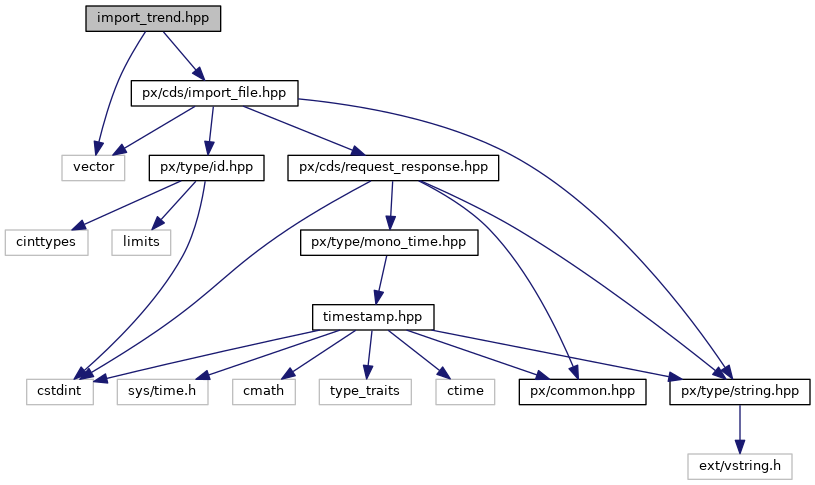 import_trend.hpp
px/cds/import_file.hpp
vector
px/type/id.hpp
px/cds/request_response.hpp
cinttypes
limits
px/type/mono_time.hpp
timestamp.hpp
cstdint
sys/time.h
cmath
type_traits
ctime
px/common.hpp
px/type/string.hpp
ext/vstring.h